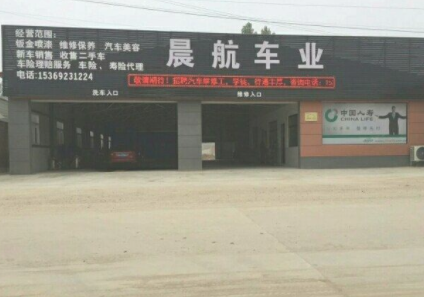 经营范围:
钣金喷漆 维修保养 汽车美容
新车销售 收售二手车
车险理赔服务 车险、寿险代理
电话:15369231224
晨航车业
洗车入口
维修入口
中国人寿
CHINA LIFE